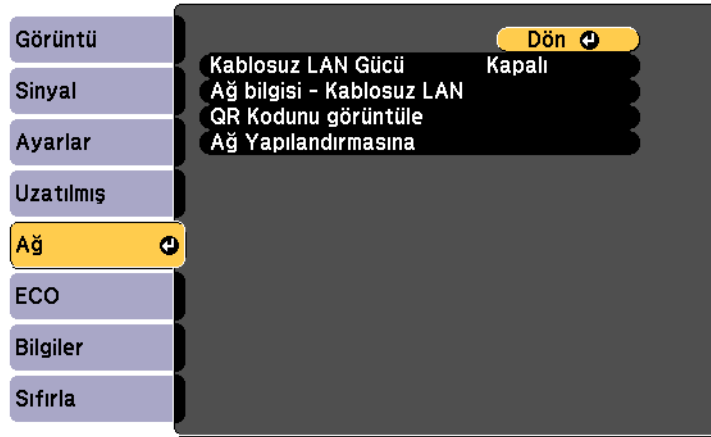 Görüntü
Sinyal
Ayarlar
Uzatılmış
Ağ
ECO
Bilgiler
Sıfırla
Dön
Kablosuz LAN Gücü Kapalı
Ağ bilgisi - Kablosuz LAN
QR Kodunu görüntüle
Ağ Yapılandırmasına